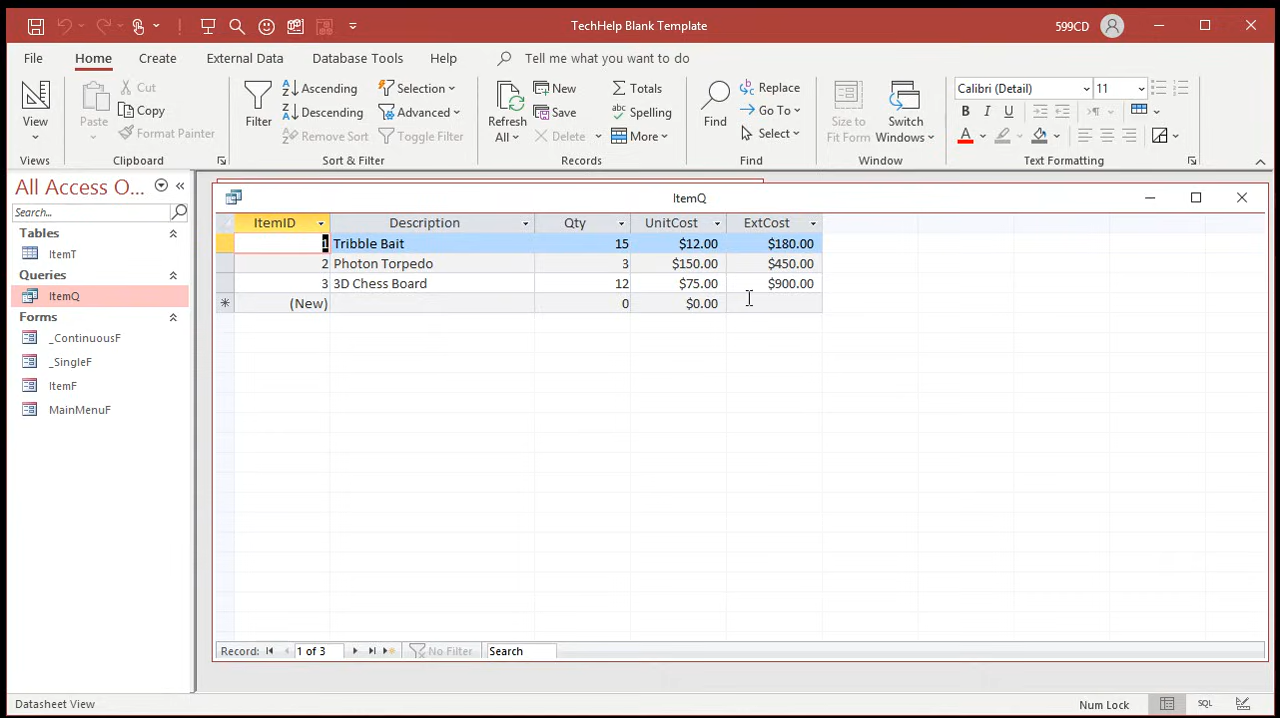 TechHelp Blank Template
599CD
File Home Create External Data Database Tools Help Tell me what you want to do
View
Views
Paste
Cut
Copy
Format Painter
Clipboard
Filter
Ascending
Descending
Remove Sort
Selection
Advanced
Toggle Filter
Sort & Filter
Refresh All
New
Save
Delete
Totals
Spelling
More
Records
Find
Replace
Go To
Select
Find
Size to Fit Form
Switch Windows
Window
Calibri (Detail) 11
B I U
Text Formatting
All Access O...
Search...
Tables
ItemT
Queries
ItemQ
Forms
_ContinuousF
_SingleF
ItemF
MainMenuF
ItemQ
ItemID Description Qty UnitCost ExtCost
1 Tribble Bait 15 $12.00 $180.00
2 Photon Torpedo 3 $150.00 $450.00
3 3D Chess Board 12 $75.00 $900.00
* (New) 0 $0.00
Record: 1 of 3 No Filter Search
Datasheet View Num Lock SQL